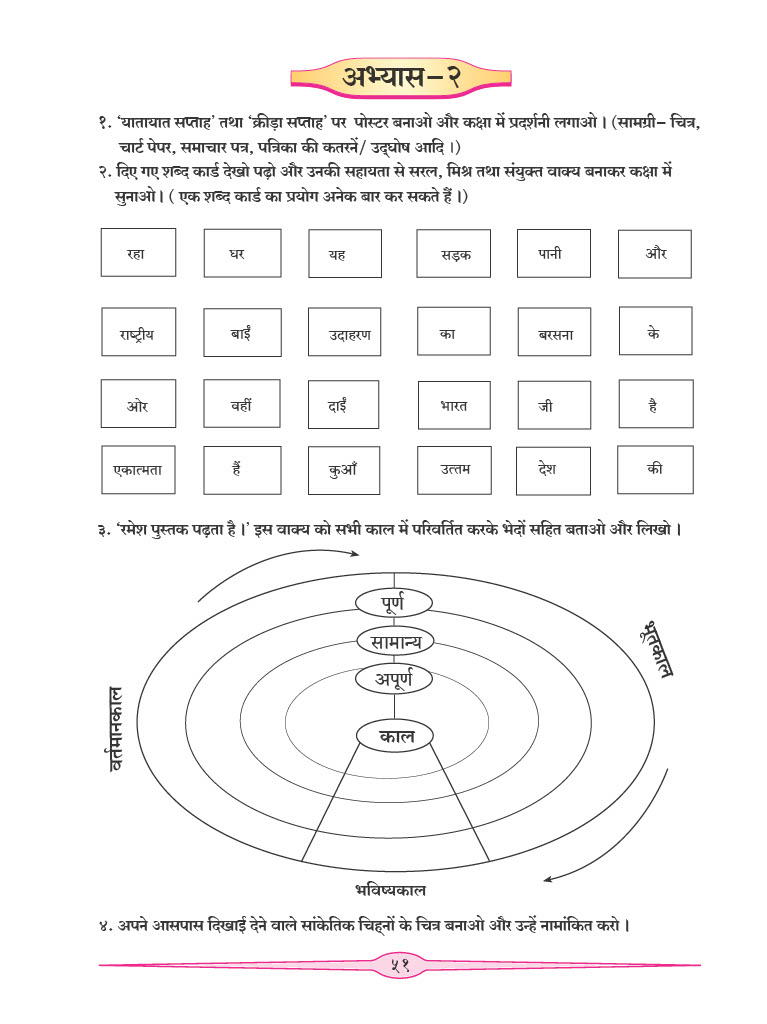 अभ्यास–२
१. ‘यातायात सप्ताह’ तथा ‘क्रीड़ा सप्ताह’ पर पोस्टर बनाओ और कक्षा में प्रदर्शनी लगाओ । (सामग्री– चित्र,
चार्ट पेपर, समाचार पत्र, पत्रिका की कतरनें/ उद्घोष आदि ।)
२. दिए गए शब्द कार्ड देखो पढ़ो और उनकी सहायता से सरल, मिश्र तथा संयुक्त वाक्य बनाकर कक्षा में
सुनाओ । ( एक शब्द कार्ड का प्रयोग अनेक बार कर सकते हैं ।)
रहा घर यह सड़क पानी और
राष्ट्रीय बाईं उदाहरण का बरसना के
ओर वहीं दाईं भारत जी है
एकात्मता हैं कुआँ उत्तम देश की
३. ‘रमेश पुस्तक पढ़ता है ।’ इस वाक्य को सभी काल में परिवर्तित करके भेदों सहित बताओ और लिखो ।
पूर्ण
सामान्य
अपूर्ण
काल
भूतकाल
वर्तमानकाल
भविष्यकाल
४. अपने आसपास दिखाई देने वाले सांकेतिक चिह्नों के चित्र बनाओ और उन्हें नामांकित करो ।
५१